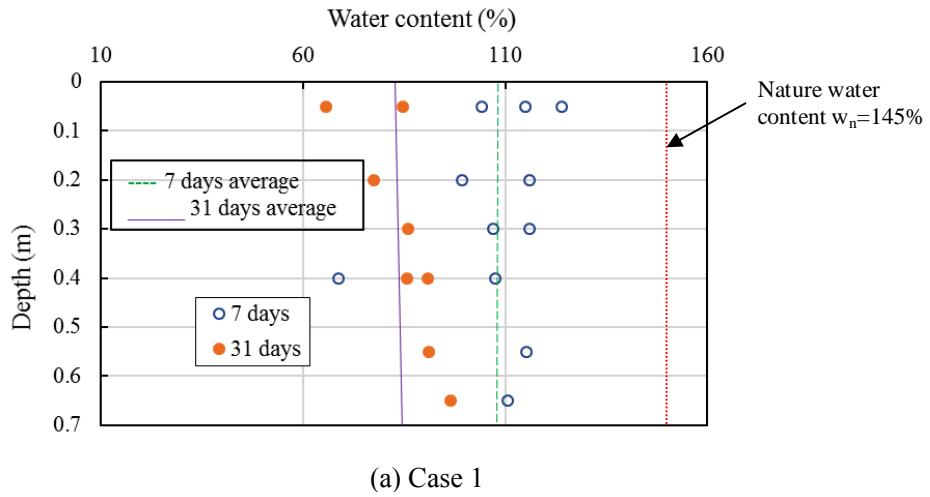 Water content (%)
10 60 110 160
0
0.1
0.2
0.3
0.4
0.5
0.6
0.7
Depth (m)
7 days average
31 days average
7 days
31 days
Nature water
content wn=145%
(a) Case 1